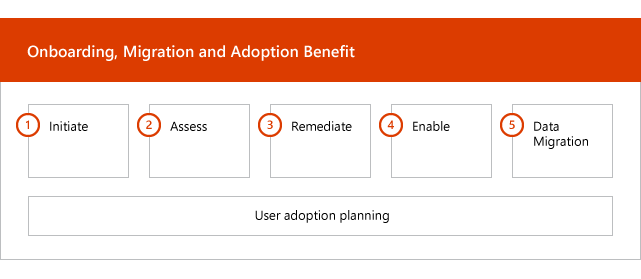 Onboarding, Migration and Adoption Benefit
1 Initiate
2 Assess
3 Remediate
4 Enable
5 Data
Migration
User adoption planning